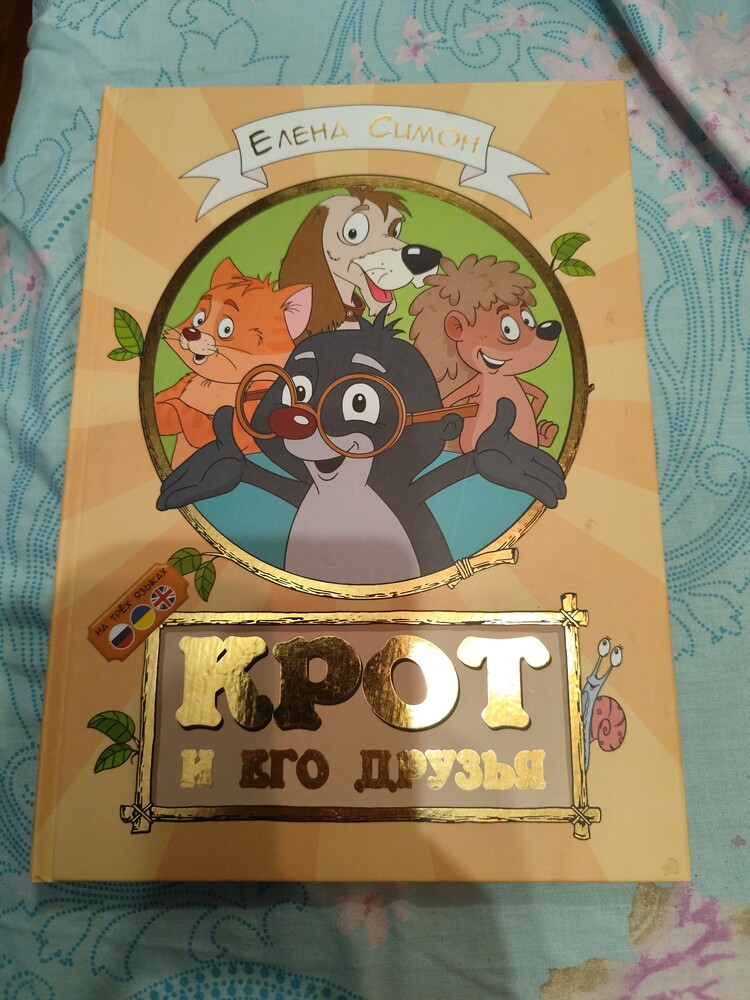 Елена Симон
НА ТРЁХ ЯЗЫКАХ
КРОТ
И ЕГО ДРУЗЬЯ